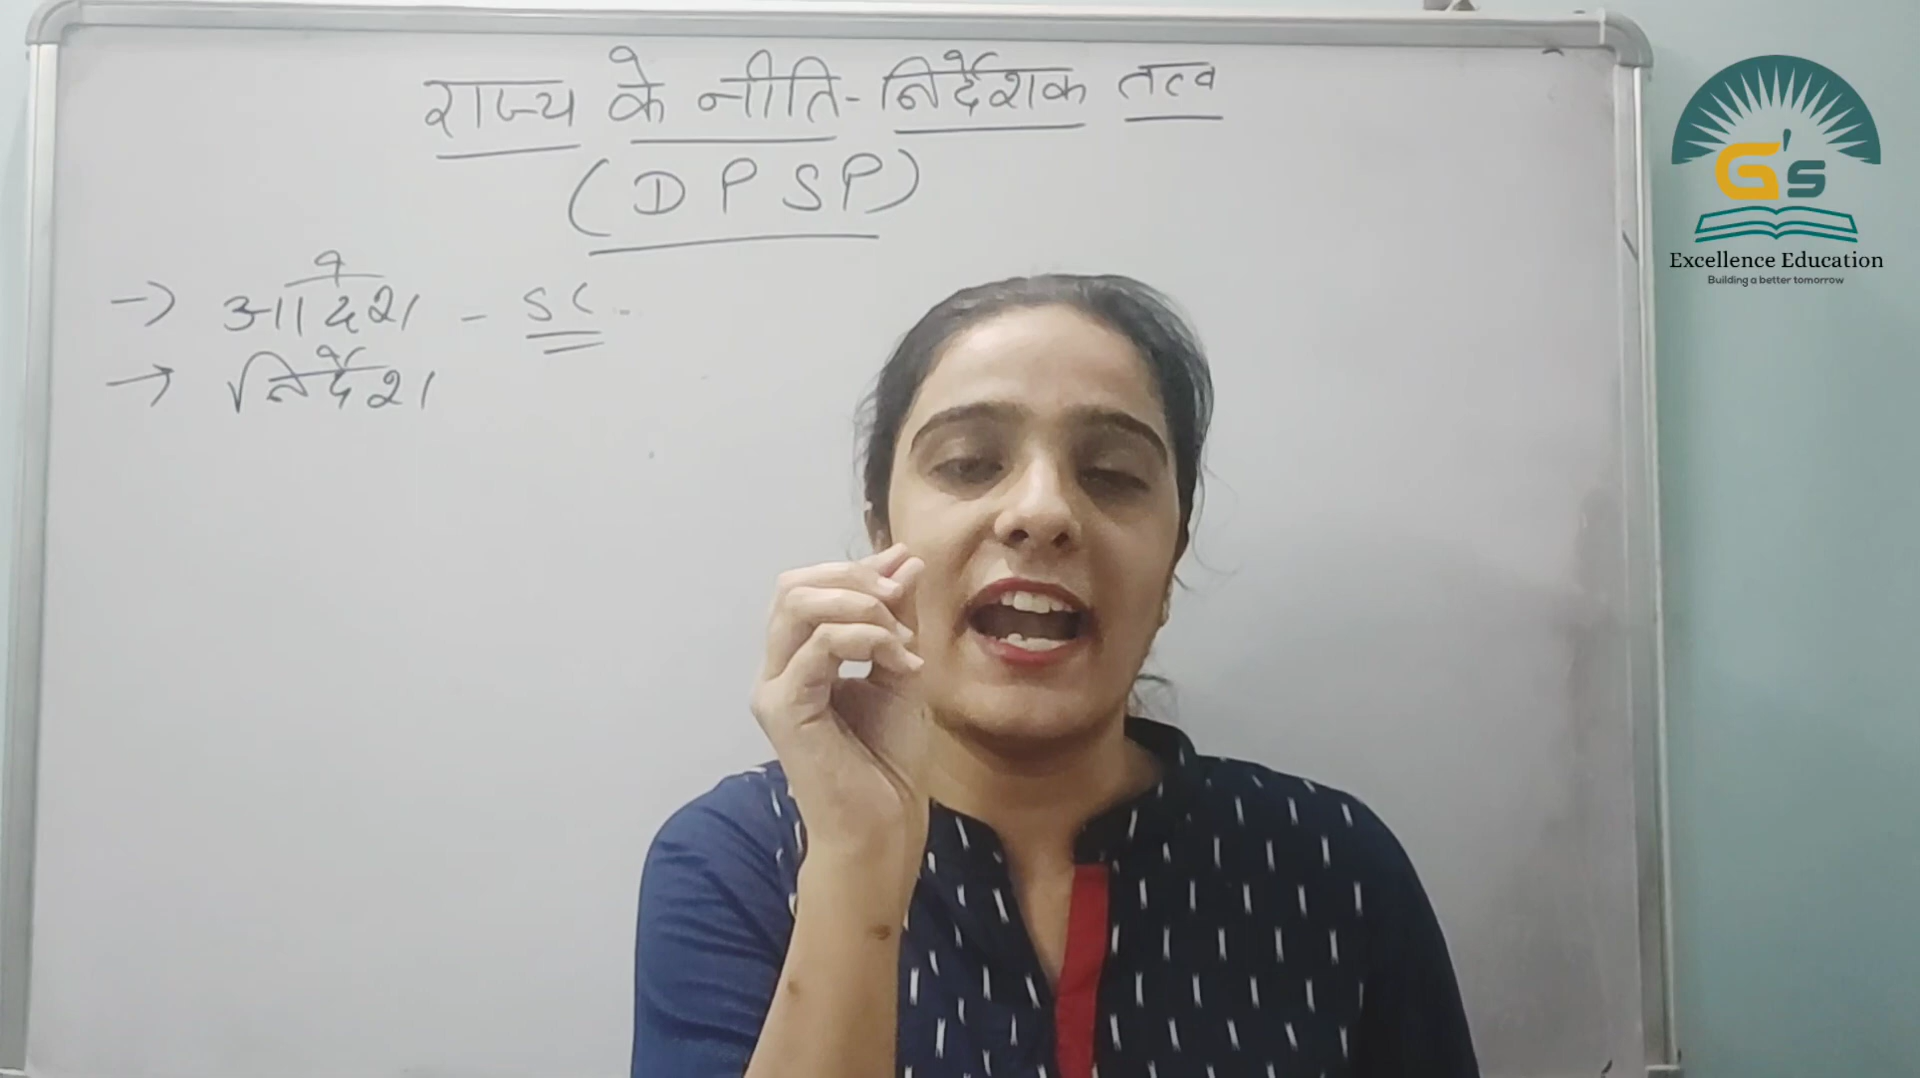 राज्य के नीति-निर्देशक तत्व
(DPSP)
→ आदेश - SC
→ निर्देश
G's
Excellence Education
Building a better tomorrow